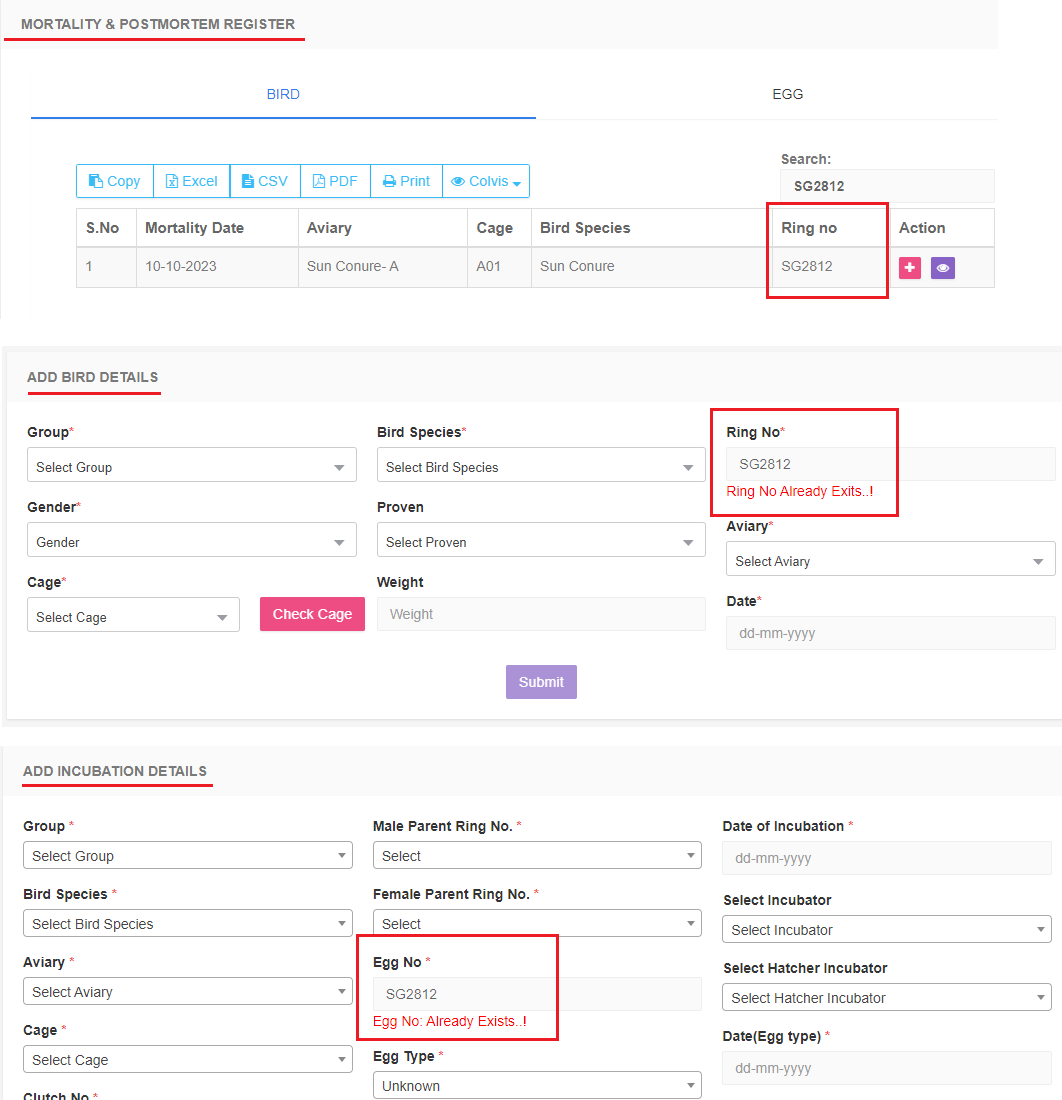 MORTALITY & POSTMORTEM REGISTER
BIRD EGG
Search:
Copy Excel CSV PDF Print Colvis SG2812
S.No Mortality Date Aviary Cage Bird Species Ring no Action
1 10-10-2023 Sun Conure- A A01 Sun Conure SG2812
ADD BIRD DETAILS
Group* Bird Species* Ring No*
Select Group Select Bird Species SG2812
Ring No Already Exits..!
Gender* Proven
Aviary*
Gender Select Proven
Select Aviary
Cage* Weight
Date*
Select Cage Check Cage Weight
dd-mm-yyyy
Submit
ADD INCUBATION DETAILS
Group * Male Parent Ring No. * Date of Incubation *
Select Group Select dd-mm-yyyy
Bird Species * Female Parent Ring No. * Select Incubator
Select Bird Species Select Select Incubator
Aviary * Egg No * Select Hatcher Incubator
Select Aviary SG2812 Select Hatcher Incubator
Egg No: Already Exists..!
Cage * Date(Egg type) *
Select Cage Egg Type * dd-mm-yyyy
Unknown
Clutch No *